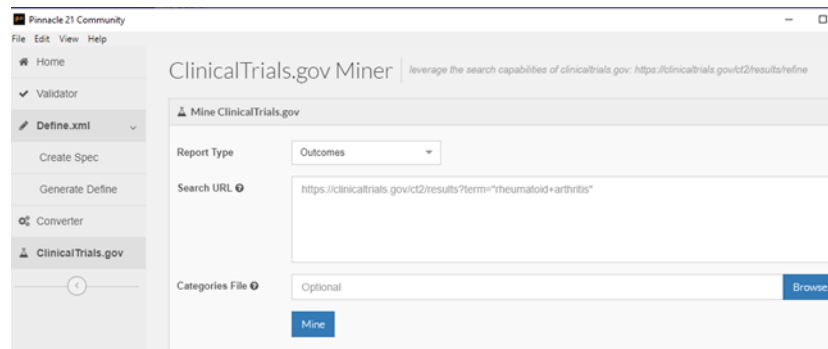 Pinnacle 21 Community
File Edit View Help
Home
Validator
Define.xml
Create Spec
Generate Define
Converter
ClinicalTrials.gov
ClinicalTrials.gov Miner
leverage the search capabilities of clinicaltrials.gov: https://clinicaltrials.gov/ct2/results/refine
Mine ClinicalTrials.gov
Report Type
Outcomes
Search URL
https://clinicaltrials.gov/ct2/results?term="rheumatoid+arthritis"
Categories File
Optional
Browse
Mine